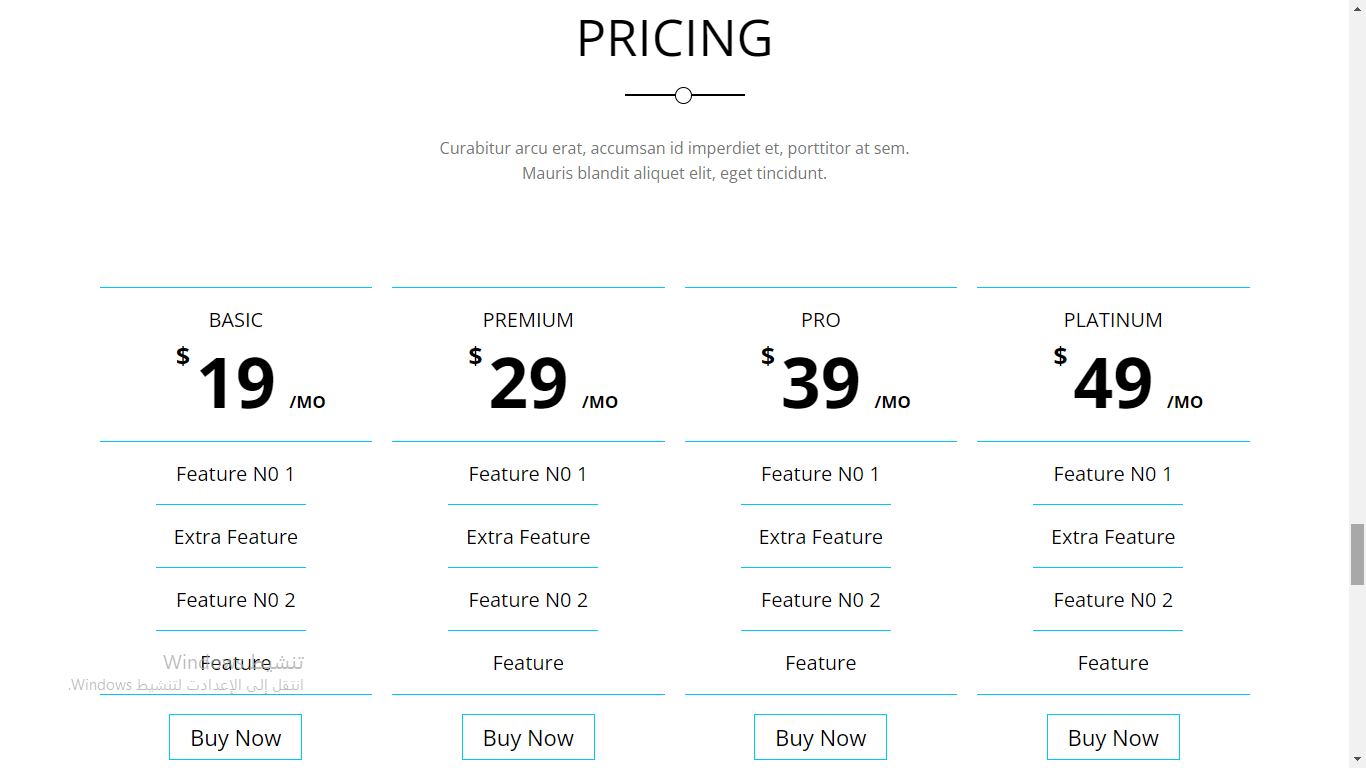 PRICING
Curabitur arcu erat, accumsan id imperdiet et, porttitor at sem.
Mauris blandit aliquet elit, eget tincidunt.
BASIC
$ 19 /MO
Feature N0 1
Extra Feature
Feature N0 2
Feature
Buy Now
PREMIUM
$ 29 /MO
Feature N0 1
Extra Feature
Feature N0 2
Feature
Buy Now
PRO
$ 39 /MO
Feature N0 1
Extra Feature
Feature N0 2
Feature
Buy Now
PLATINUM
$ 49 /MO
Feature N0 1
Extra Feature
Feature N0 2
Feature
Buy Now
تنشيط Windows
انتقل إلى الإعدادت لتنشيط Windows.